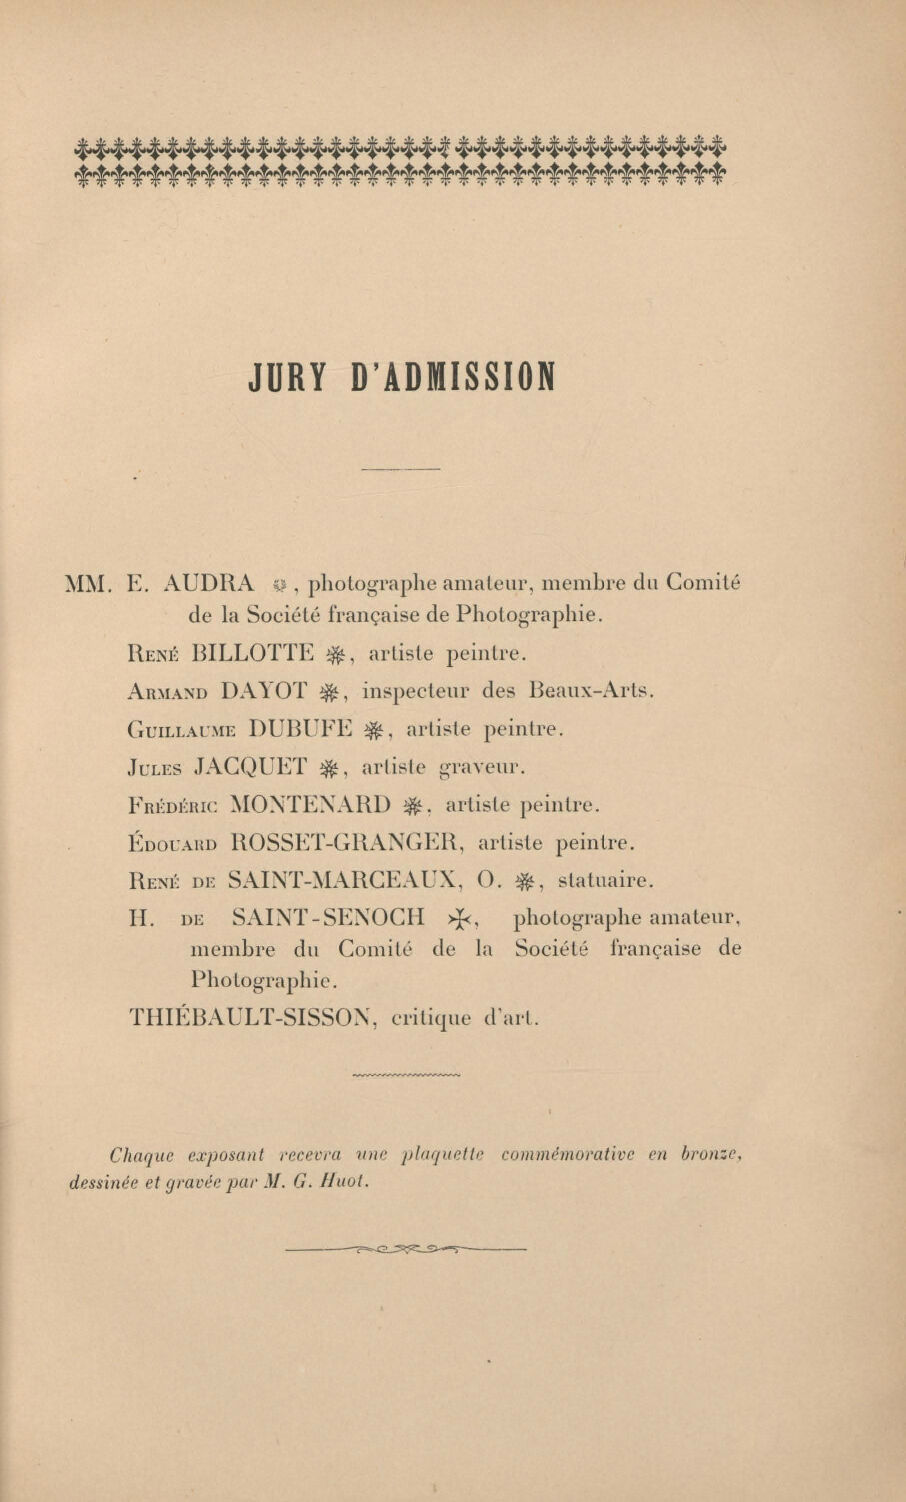 JURY D'ADMISSION
MM. E. AUDRA ❂, photographe amateur, membre du Comité
de la Société française de Photographie.
René BILLOTTE ❋, artiste peintre.
Armand DAYOT ❋, inspecteur des Beaux-Arts.
Guillaume DUBUFE ❋, artiste peintre.
Jules JACQUET ❋, artiste graveur.
Frédéric MONTENARD ❋, artiste peintre.
Édouard ROSSET-GRANGER, artiste peintre.
René de SAINT-MARCEAUX, O. ❋, statuaire.
H. de SAINT-SENOCH ✠, photographe amateur,
membre du Comité de la Société française de
Photographie.
THIÉBAULT-SISSON, critique d'art.
Chaque exposant recevra une plaquette commémorative en bronze,
dessinée et gravée par M. G. Huot.